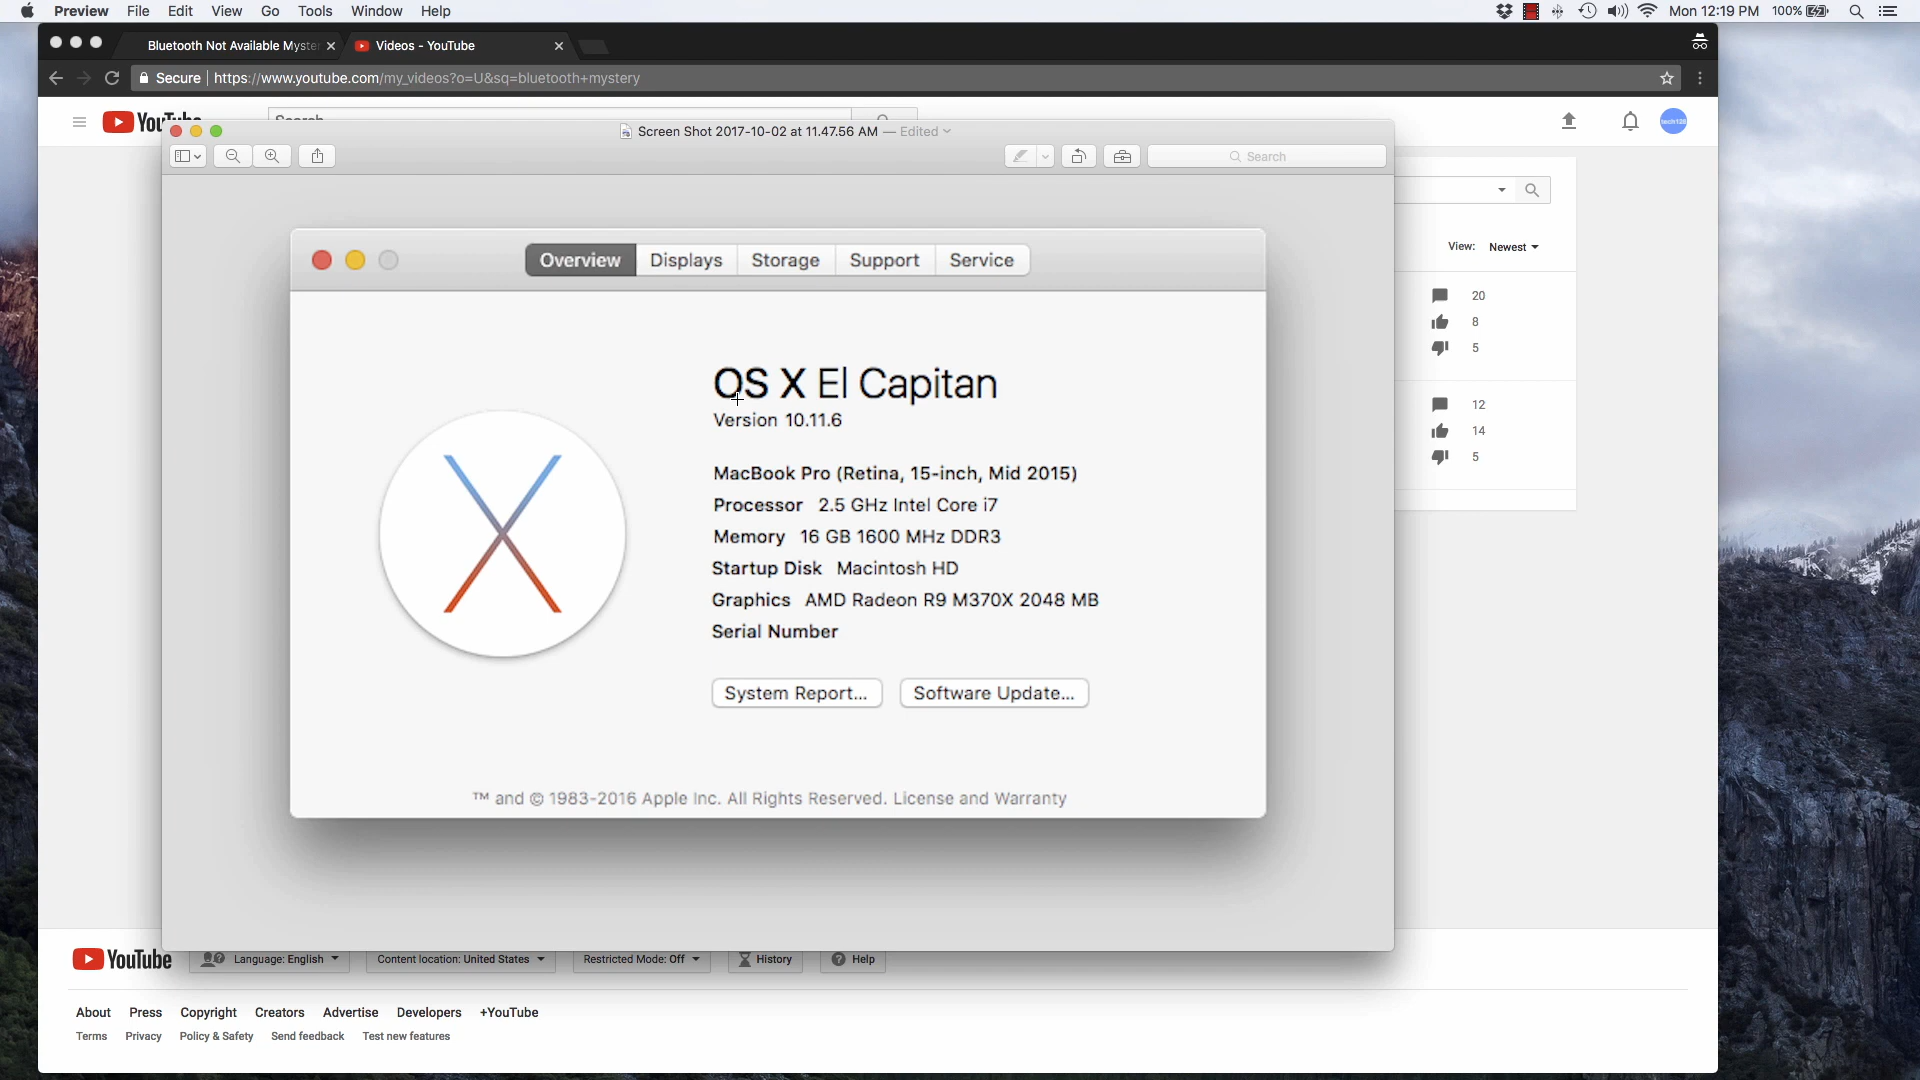 Preview File Edit View Go Tools Window Help Mon 12:19 PM 100%
Bluetooth Not Available Myster Videos - YouTube
Secure https://www.youtube.com/my_videos?o=U&sq=bluetooth+mystery
YouTube Search
Screen Shot 2017-10-02 at 11.47.56 AM — Edited
Search
View: Newest
Overview Displays Storage Support Service
20
8
5
OS X El Capitan
Version 10.11.6
12
14
5
MacBook Pro (Retina, 15-inch, Mid 2015)
Processor 2.5 GHz Intel Core i7
Memory 16 GB 1600 MHz DDR3
Startup Disk Macintosh HD
Graphics AMD Radeon R9 M370X 2048 MB
Serial Number
System Report... Software Update...
™ and © 1983-2016 Apple Inc. All Rights Reserved. License and Warranty
YouTube Language: English Content location: United States Restricted Mode: Off History Help
About Press Copyright Creators Advertise Developers +YouTube
Terms Privacy Policy & Safety Send feedback Test new features